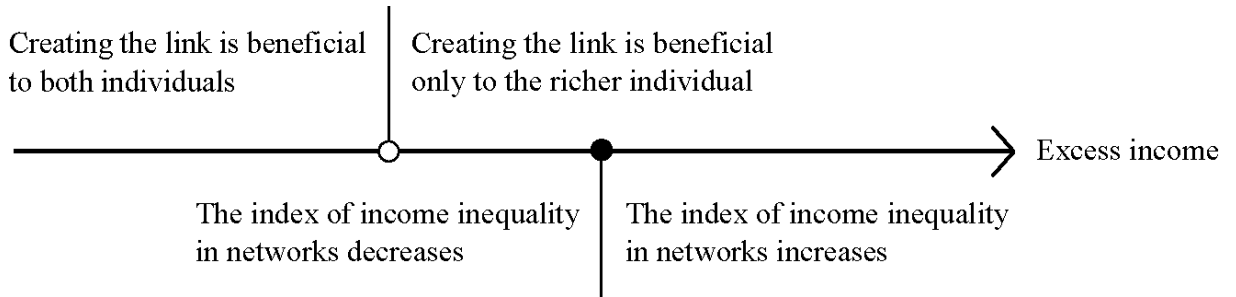 Creating the link is beneficial
to both individuals
Creating the link is beneficial
only to the richer individual
Excess income
The index of income inequality
in networks decreases
The index of income inequality
in networks increases